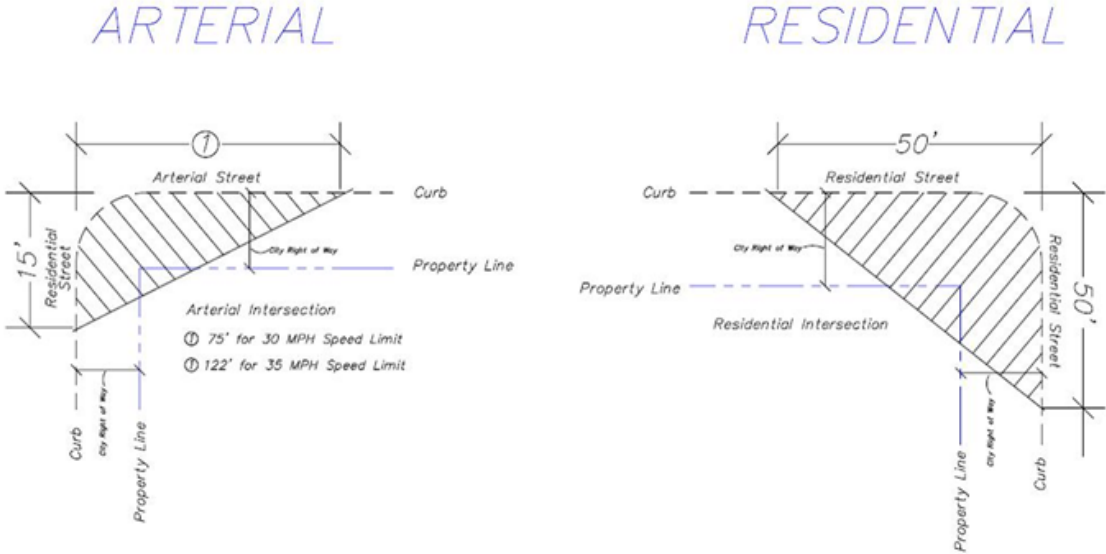 ARTERIAL
1
Arterial Street
Curb
15'
Residential
Street
City Right of Way
Property Line
Arterial Intersection
1 75' for 30 MPH Speed Limit
1 122' for 35 MPH Speed Limit
City Right of Way
Curb
Property Line
RESIDENTIAL
50'
Residential Street
Curb
City Right of Way
Property Line
Residential Intersection
Residential Street
50'
City Right of Way
Property Line
Curb